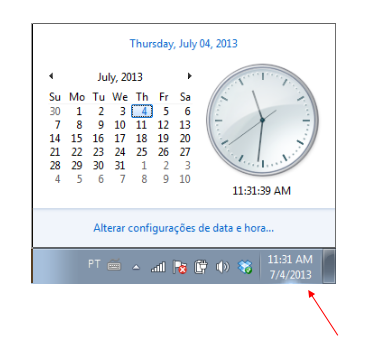 Thursday, July 04, 2013
July, 2013
Su Mo Tu We Th Fr Sa
30 1 2 3 4 5 6
7 8 9 10 11 12 13
14 15 16 17 18 19 20
21 22 23 24 25 26 27
28 29 30 31 1 2 3
4 5 6 7 8 9 10
11:31:39 AM
Alterar configurações de data e hora...
PT
11:31 AM
7/4/2013